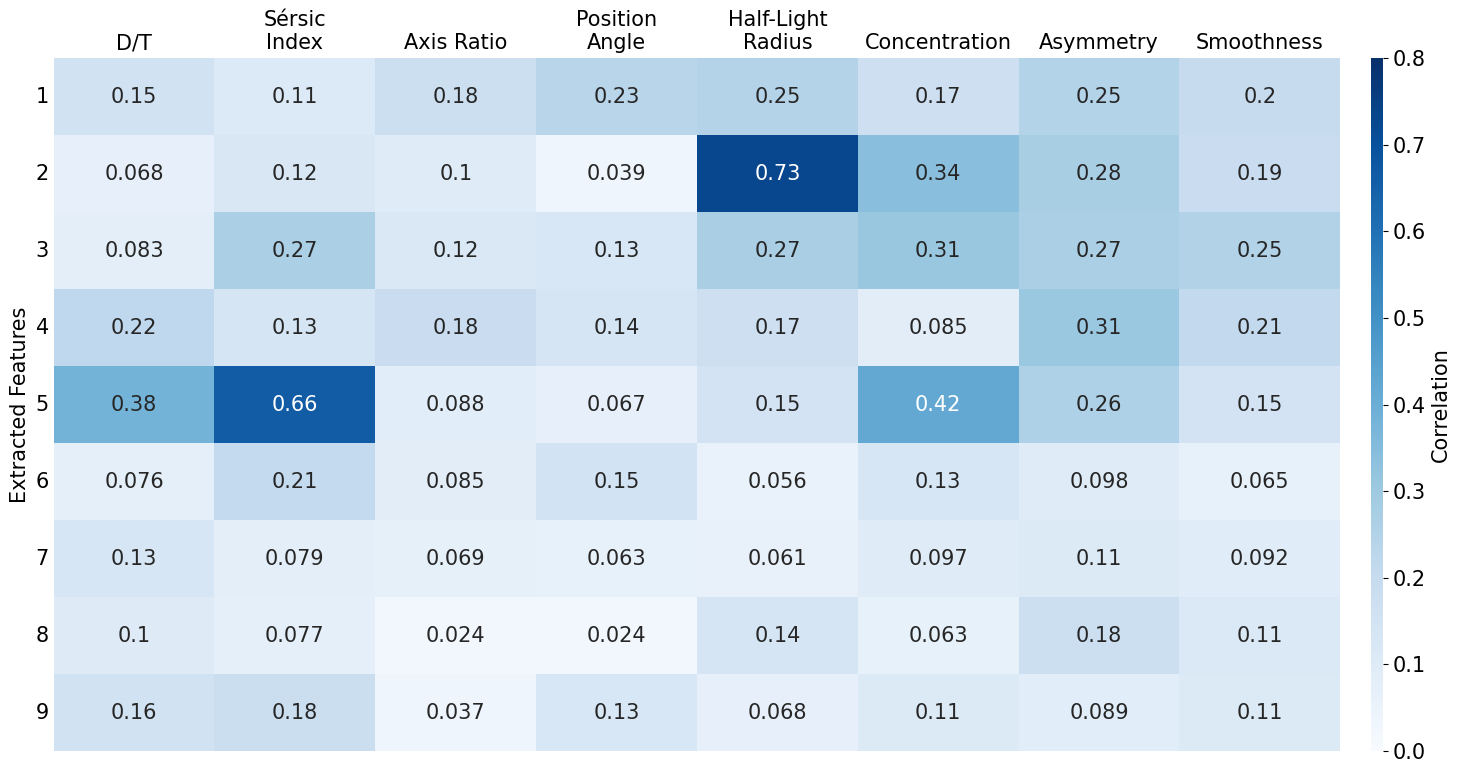 Sérsic
Index
Position
Angle
Half-Light
Radius
D/T
Axis Ratio
Concentration
Asymmetry
Smoothness
1 0.15 0.11 0.18 0.23 0.25 0.17 0.25 0.2
2 0.068 0.12 0.1 0.039 0.73 0.34 0.28 0.19
3 0.083 0.27 0.12 0.13 0.27 0.31 0.27 0.25
4 0.22 0.13 0.18 0.14 0.17 0.085 0.31 0.21
5 0.38 0.66 0.088 0.067 0.15 0.42 0.26 0.15
6 0.076 0.21 0.085 0.15 0.056 0.13 0.098 0.065
7 0.13 0.079 0.069 0.063 0.061 0.097 0.11 0.092
8 0.1 0.077 0.024 0.024 0.14 0.063 0.18 0.11
9 0.16 0.18 0.037 0.13 0.068 0.11 0.089 0.11
Extracted Features
0.8
0.7
0.6
0.5
0.4
0.3
0.2
0.1
0.0
Correlation